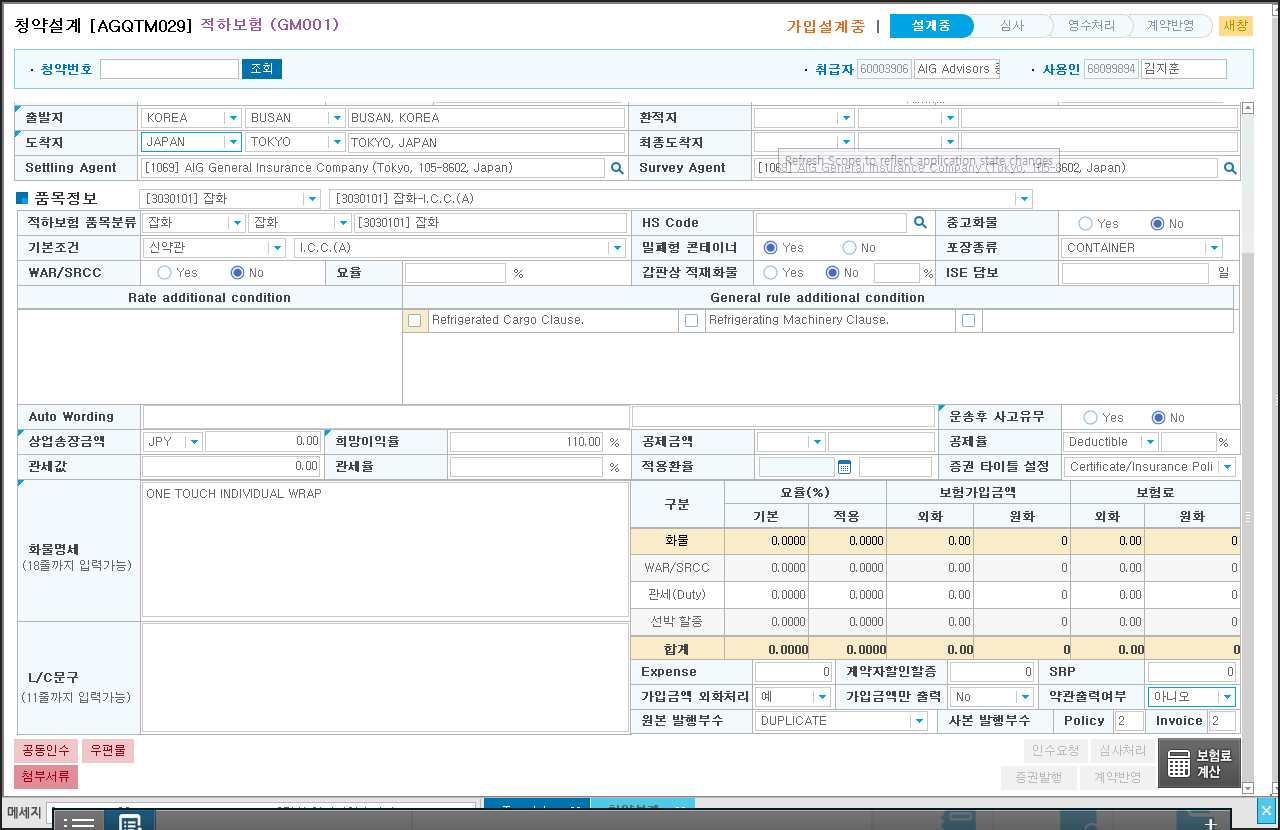 청약설계 [AGQTM029] 적하보험 (GM001) 가입설계중 | 설계중 심사 영수처리 계약반영 새창
· 청약번호 조회 · 취급자 60003906 AIG Advisors · 사용인 68099894 김지훈
출발지 KOREA BUSAN BUSAN, KOREA 환적지
도착지 JAPAN TOKYO TOKYO, JAPAN 최종도착지
Refresh Scope to reflect application state changes
Settling Agent [1069] AIG General Insurance Company (Tokyo, 105-8602, Japan) Survey Agent [1069] AIG General Insurance Company (Tokyo, 105-8602, Japan)
품목정보 [3030101] 잡화 [3030101] 잡화-I.C.C.(A)
적하보험 품목분류 잡화 잡화 [3030101] 잡화 HS Code 중고화물 Yes No
기본조건 신약관 I.C.C.(A) 밀폐형 콘테이너 Yes No 포장종류 CONTAINER
WAR/SRCC Yes No 요율 % 갑판상 적재화물 Yes No % ISE 담보 일
Rate additional condition General rule additional condition
Refrigerated Cargo Clause. Refrigerating Machinery Clause.
Auto Wording 운송후 사고유무 Yes No
상업송장금액 JPY 0.00 희망이익율 110.00 % 공제금액 공제율 Deductible %
관세값 0.00 관세율 % 적용환율 증권 타이틀 설정 Certificate/Insurance Poli
화물명세
(18줄까지 입력가능)
ONE TOUCH INDIVIDUAL WRAP
L/C문구
(11줄까지 입력가능)
구분 요율(%) 보험가입금액 보험료
기본 적용 외화 원화 외화 원화
화물 0.0000 0.0000 0.00 0 0.00 0
WAR/SRCC 0.0000 0.0000 0.00 0 0.00 0
관세(Duty) 0.0000 0.0000 0.00 0 0.00 0
선박 할증 0.0000 0.0000 0.00 0 0.00 0
합계 0.0000 0.0000 0.00 0 0.00 0
Expense 0 계약자할인할증 0 SRP 0
가입금액 외화처리 예 가입금액만 출력 No 약관출력여부 아니오
원본 발행부수 DUPLICATE 사본 발행부수 Policy 2 Invoice 2
공동인수 우편물 인수요청 심사처리 보험료
첨부서류 증권발행 계약반영 계산
메세지